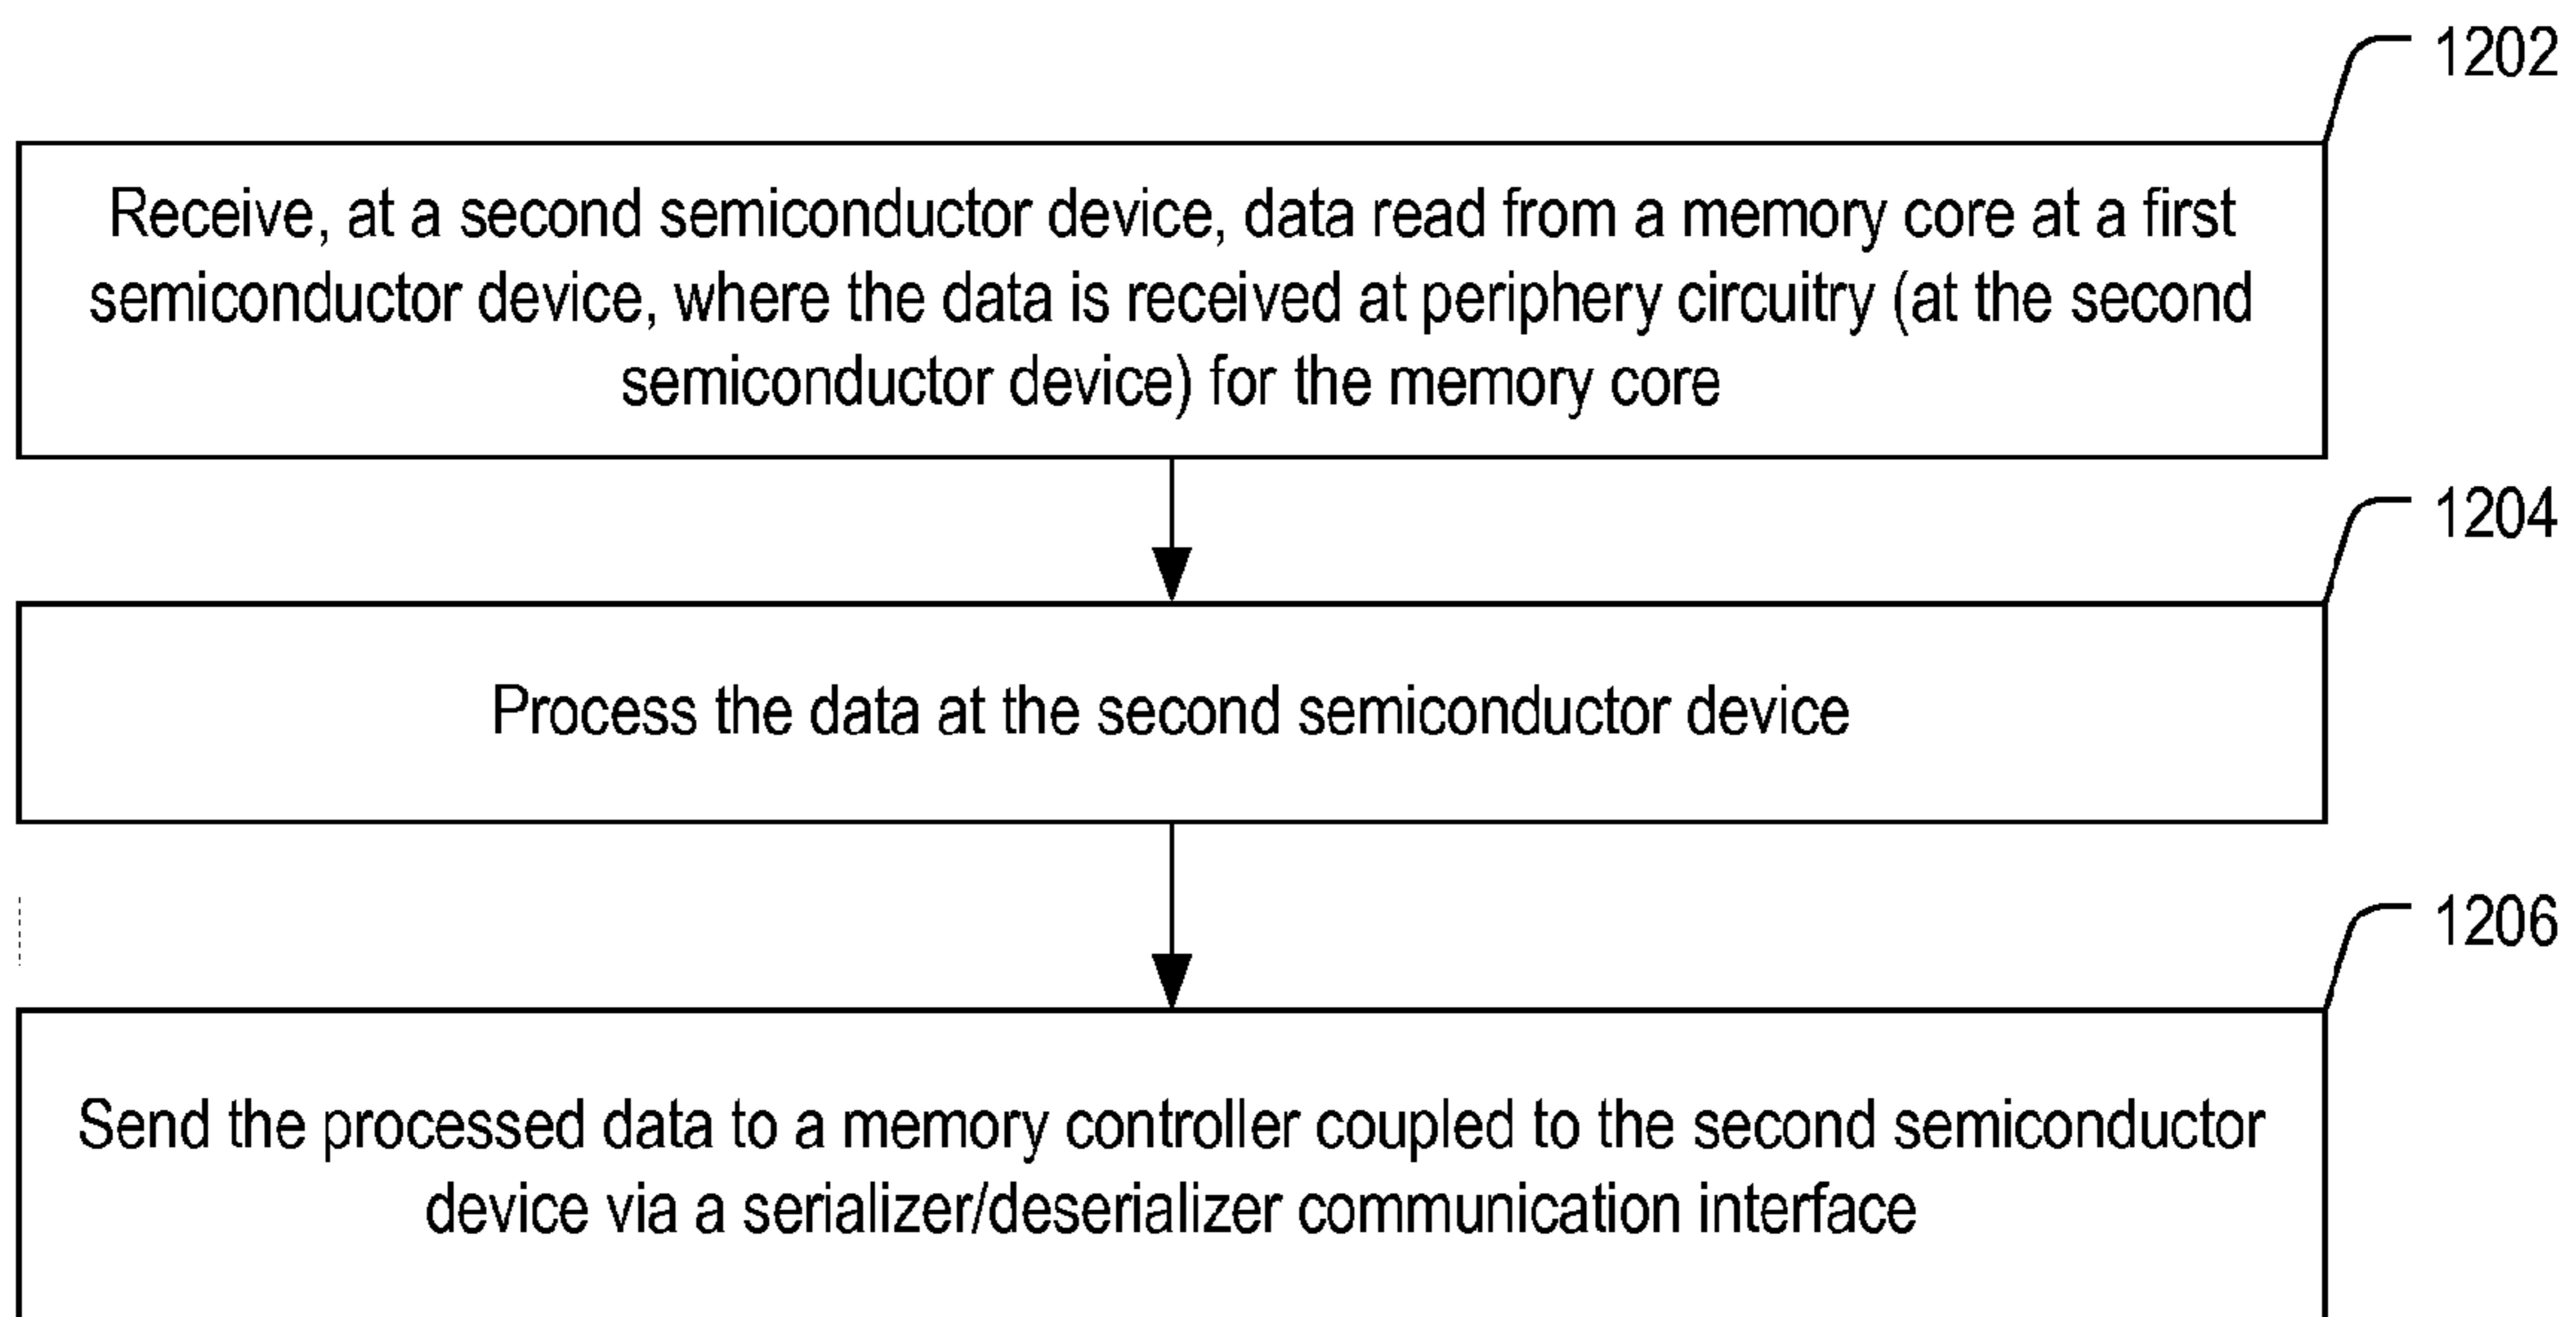 1202
Receive, at a second semiconductor device, data read from a memory core at a first
semiconductor device, where the data is received at periphery circuitry (at the second
semiconductor device) for the memory core
1204
Process the data at the second semiconductor device
1206
Send the processed data to a memory controller coupled to the second semiconductor
device via a serializer/deserializer communication interface